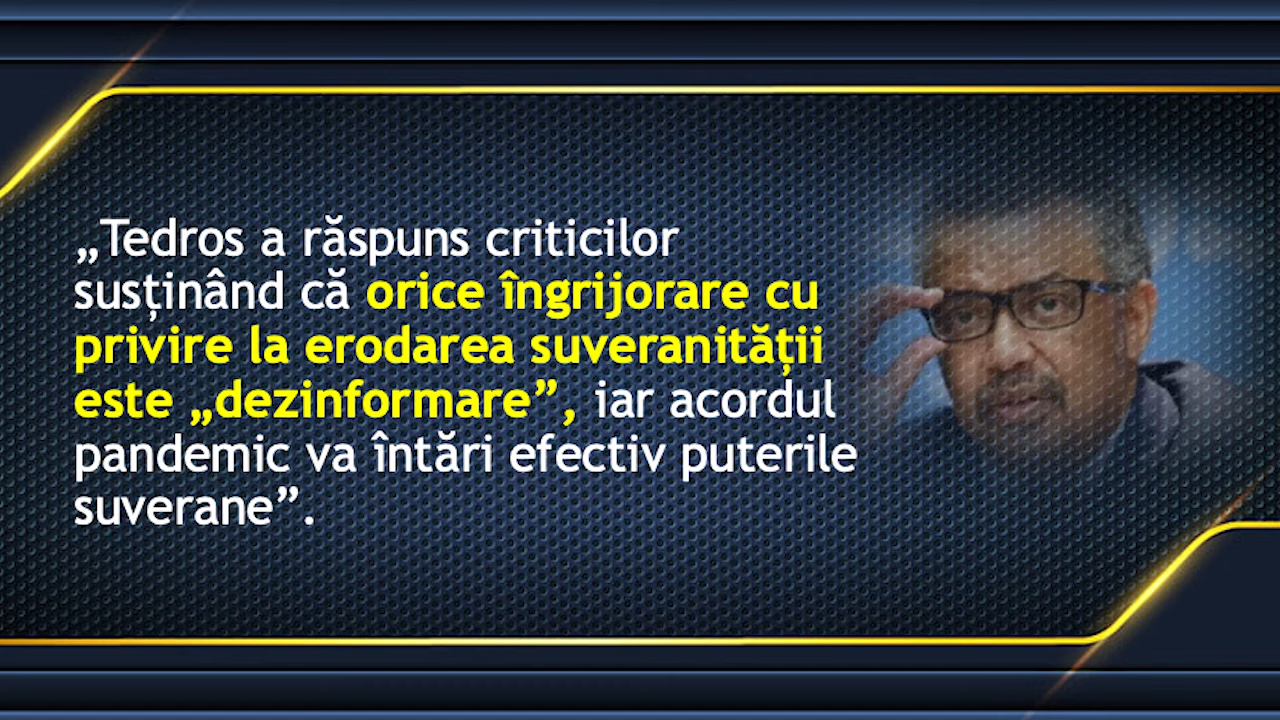 „Tedros a răspuns criticilor
susținând că orice îngrijorare cu
privire la erodarea suveranității
este „dezinformare”, iar acordul
pandemic va întări efectiv puterile
suverane”.